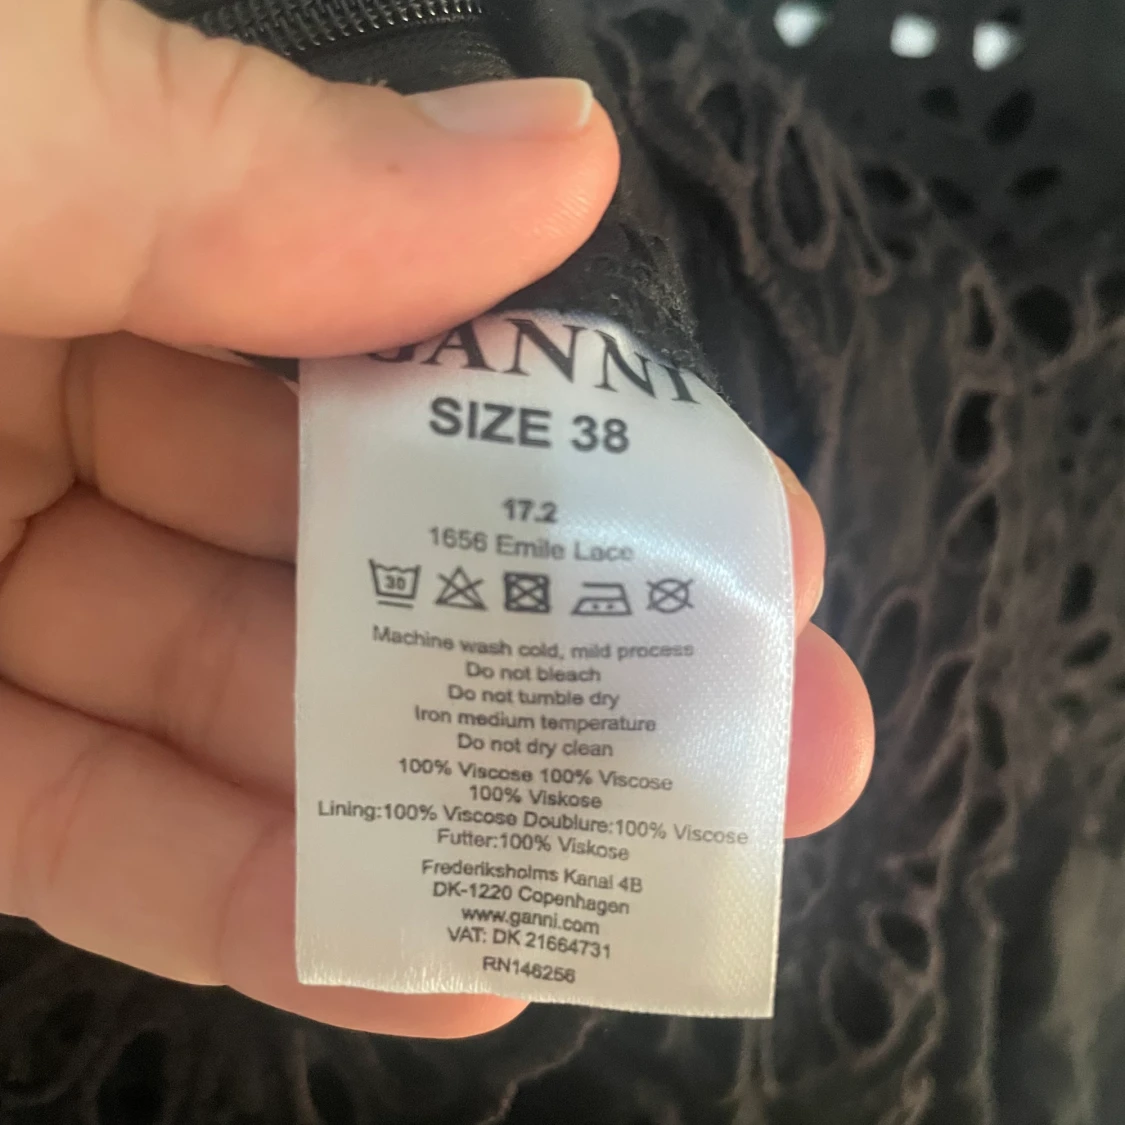 GANNI
SIZE 38
17.2
1656 Emile Lace
30
Machine wash cold, mild process
Do not bleach
Do not tumble dry
Iron medium temperature
Do not dry clean
100% Viscose 100% Viscose
100% Viskose
Lining:100% Viscose Doublure:100% Viscose
Futter:100% Viskose
Frederiksholms Kanal 4B
DK-1220 Copenhagen
www.ganni.com
VAT: DK 21664731
RN146256